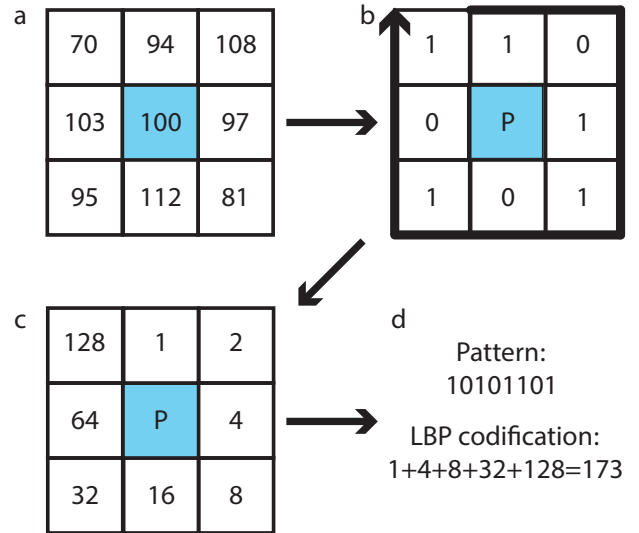 a
70 94 108
103 100 97
95 112 81
b
1 1 0
0 P 1
1 0 1
c
128 1 2
64 P 4
32 16 8
d
Pattern:
10101101
LBP codification:
1+4+8+32+128=173